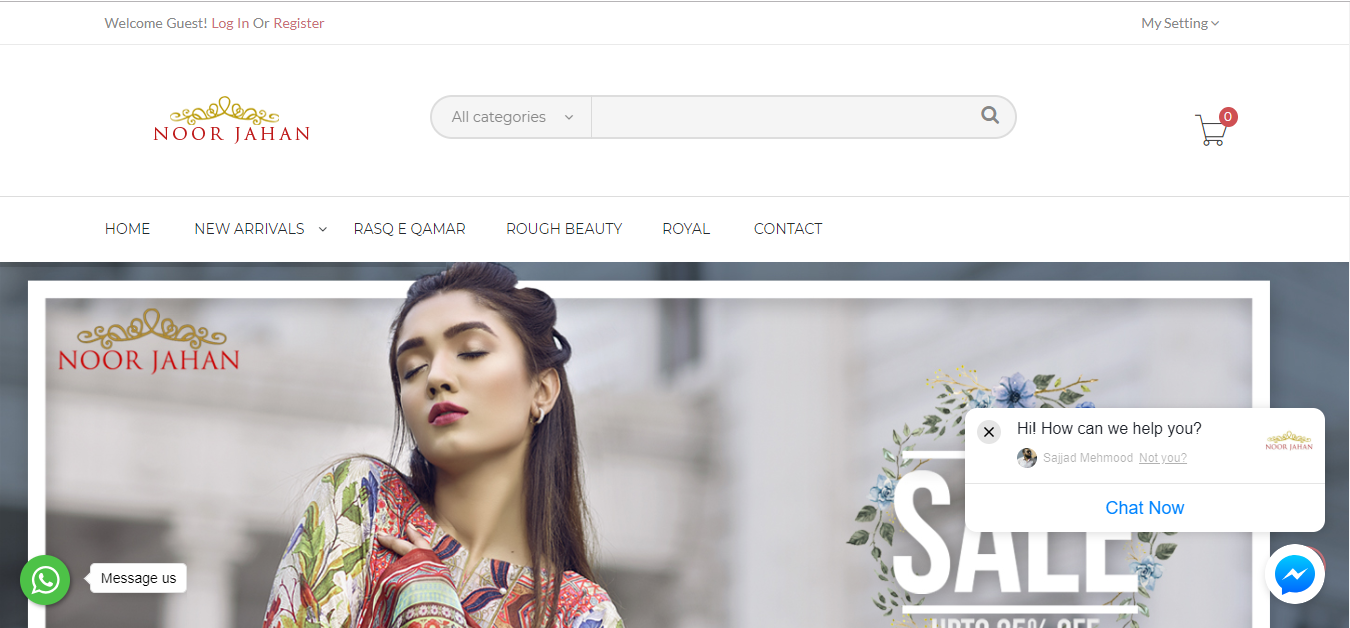 Welcome Guest! Log In Or Register
My Setting
NOOR JAHAN
All categories
0
HOME NEW ARRIVALS RASQ E QAMAR ROUGH BEAUTY ROYAL CONTACT
NOOR JAHAN
Hi! How can we help you?
NOOR JAHAN
Sajjad Mehmood Not you?
Chat Now
SALE
Message us